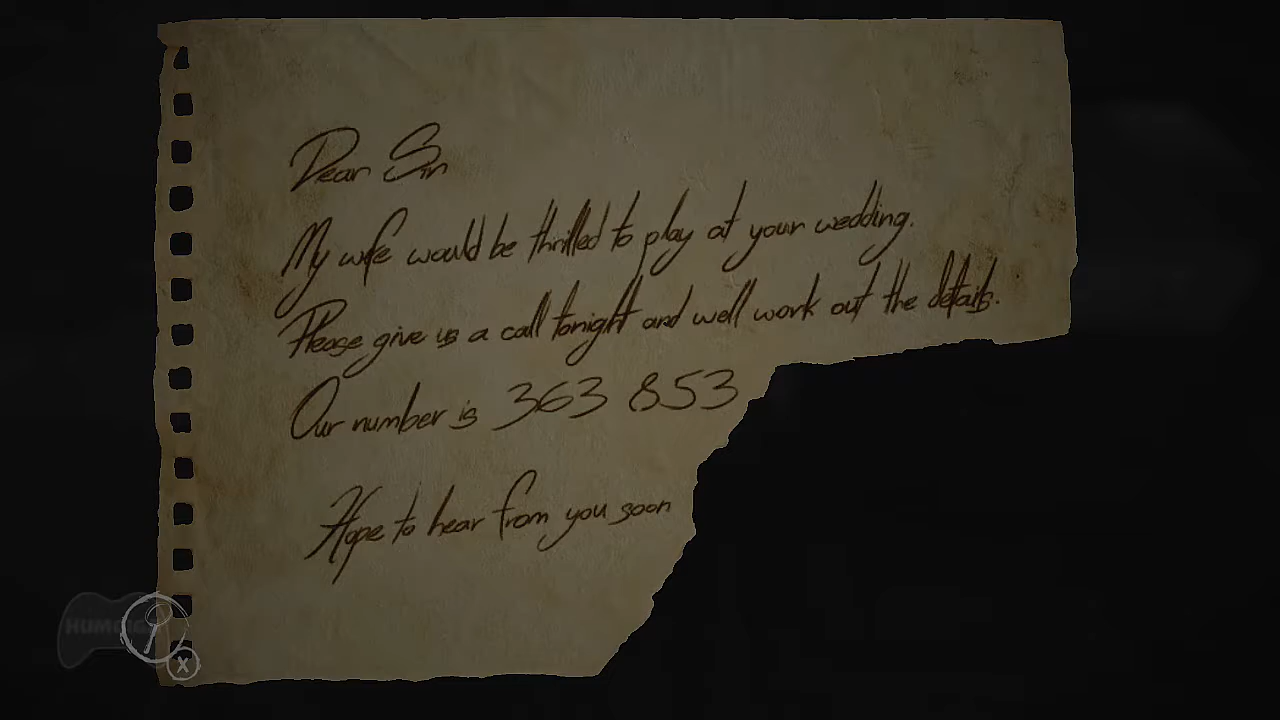 Dear Sir
My wife would be thrilled to play at your wedding.
Please give us a call tonight and well work out the details.
Our number is 363 853
Hope to hear from you soon
X